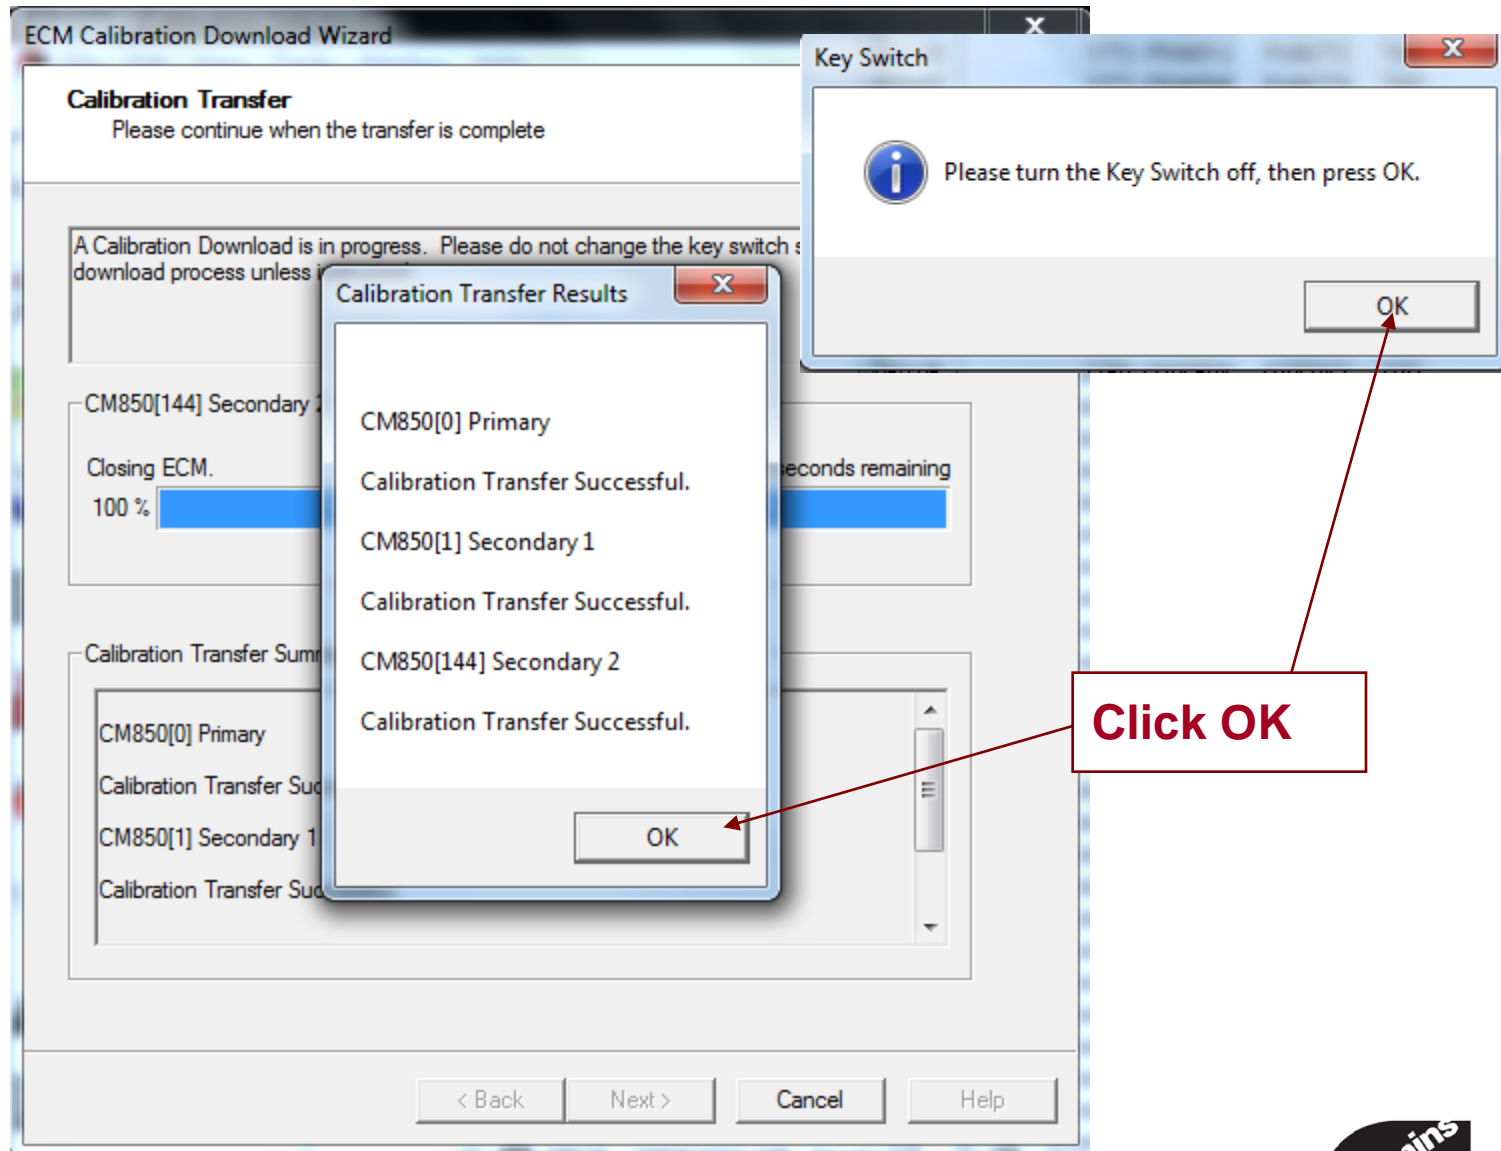 ECM Calibration Download Wizard
X
Calibration Transfer
Please continue when the transfer is complete
Key Switch
Please turn the Key Switch off, then press OK.
OK
A Calibration Download is in progress. Please do not change the key switch s
download process unless
Calibration Transfer Results
CM850[0] Primary
Calibration Transfer Successful.
CM850[1] Secondary 1
Calibration Transfer Successful.
CM850[144] Secondary 2
Calibration Transfer Successful.
OK
CM850[144] Secondary 2
Closing ECM.
seconds remaining
100 %
Calibration Transfer Summ
CM850[0] Primary
Calibration Transfer Suc
CM850[1] Secondary 1
Calibration Transfer Suc
Click OK
< Back
Next >
Cancel
Help
ins